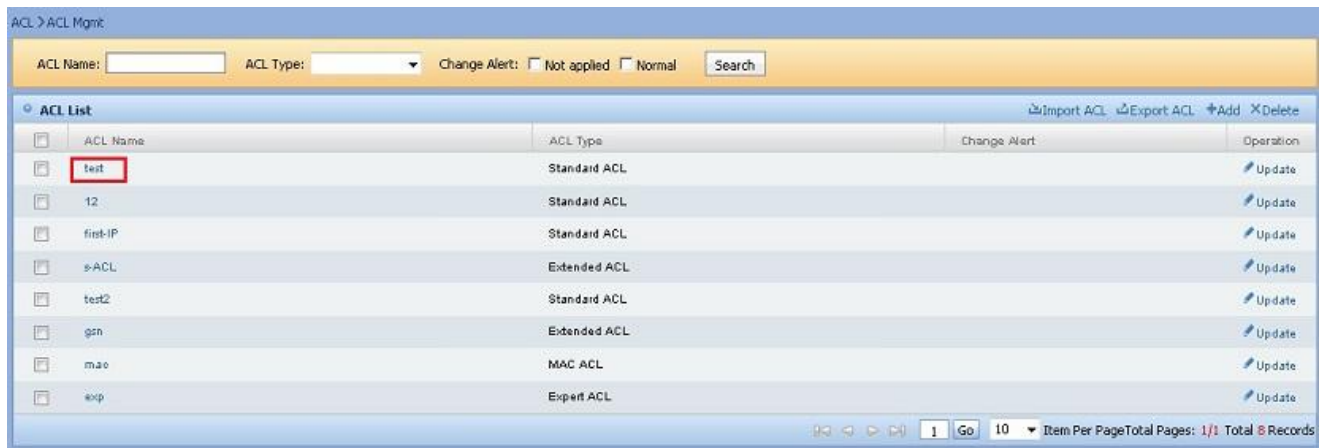 ACL > ACL Mgmt
ACL Name: ACL Type: Change Alert: Not applied Normal Search
ACL List Import ACL Export ACL Add Delete
ACL Name ACL Type Change Alert Operation
test Standard ACL Update
12 Standard ACL Update
first-IP Standard ACL Update
s-ACL Extended ACL Update
test2 Standard ACL Update
gsn Extended ACL Update
mac MAC ACL Update
exp Expert ACL Update
1 Go 10 Item Per PageTotal Pages: 1/1 Total 8 Records